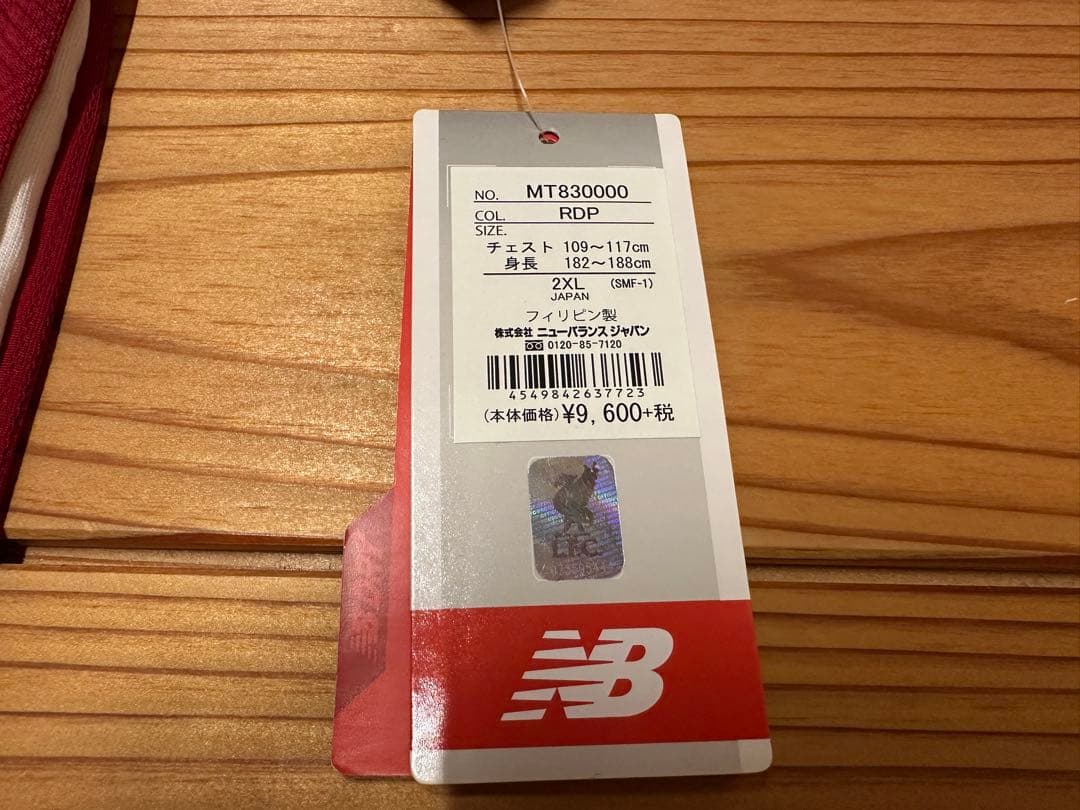 NO. MT830000
COL. RDP
SIZE.
チェスト 109～117cm
身長 182～188cm
2XL (SMF-1)
JAPAN
フィリピン製
株式会社 ニューバランス ジャパン
0120-85-7120
4549842637723
(本体価格) ¥9,600+税
L.F.C.
NB